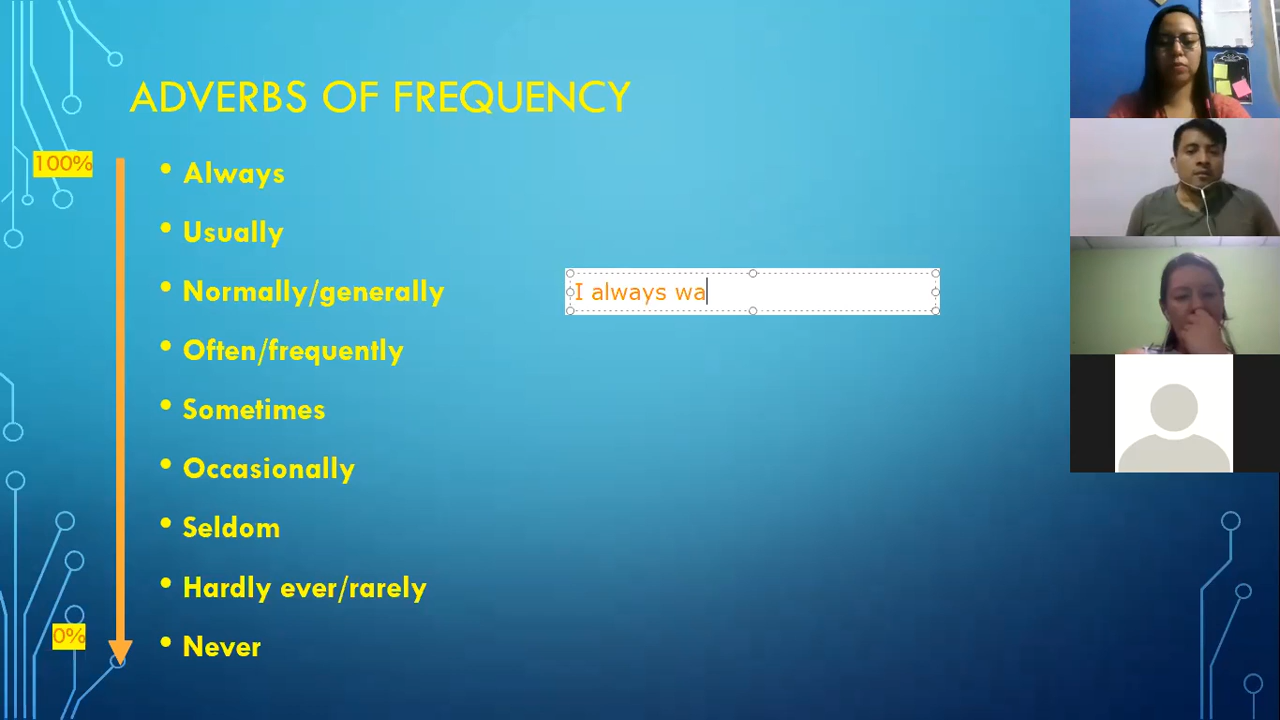 ADVERBS OF FREQUENCY
100%
• Always
• Usually
• Normally/generally
I always wa
• Often/frequently
• Sometimes
• Occasionally
• Seldom
• Hardly ever/rarely
0%
• Never